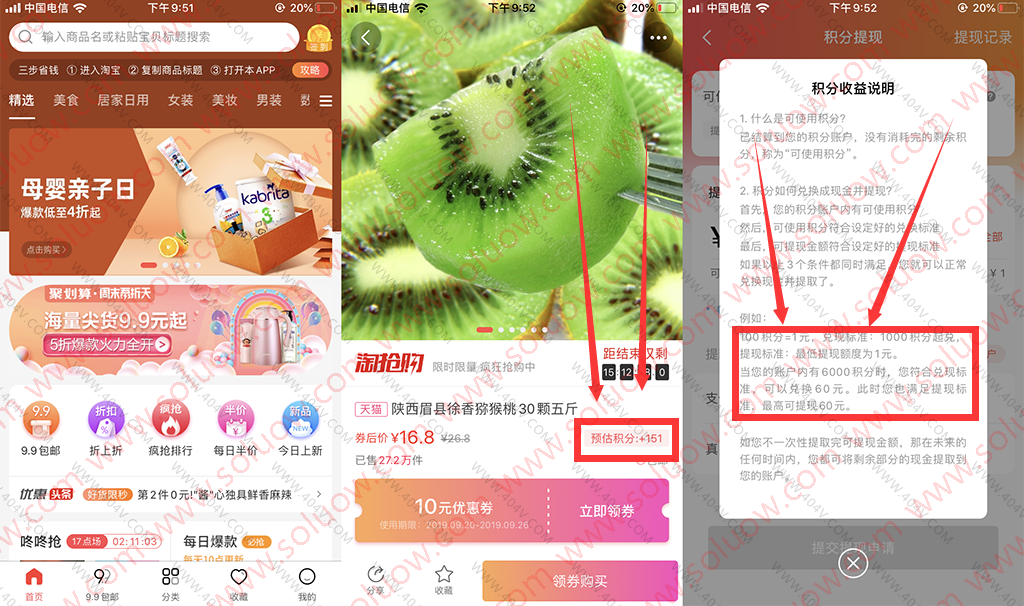 中国电信
下午9:51
20%
输入商品名或粘贴宝贝标题搜索
签到
三步省钱 ① 进入淘宝 ② 复制商品标题 ③ 打开本APP
攻略
精选 美食 居家日用 女装 美妆 男装 数
母婴亲子日
爆款低至4折起
点击购买>
kabrita
聚划算·周末有折天
海量尖货9.9元起
5折爆款火力全开
9.9 折扣 疯抢 半价 新品
NEW
9.9包邮 折上折 疯抢排行 每日半价 今日上新
优惠 头条 好货限秒 第2件0元!"酱"心独具鲜香麻辣
咚咚抢 17点场 02:11:03
每日爆款 必抢
每天10点更新
首页 9.9包邮 分类 收藏 我的
中国电信
下午9:52
20%
淘抢购 限时限量 疯狂抢购中
距结束仅剩
天猫 陕西眉县徐香猕猴桃30颗五斤
券后价 ¥16.8 ¥26.8
预估积分:+151
已售27.2万件
10元优惠券
使用期限：2019.09.20-2019.09.26
立即领券
分享 收藏 领券购买
中国电信
下午9:52
20%
积分提现
提现记录
积分收益说明
1. 什么是可使用积分?
已结算到您的积分账户，没有消耗完的剩余积
分，称为“可使用积分”。
2. 积分如何兑换成现金并提现?
首先，您的积分账户内有可使用积分
然后，可使用积分符合设定好的兑换标准
最后，可提现金额符合设定好的提现标准
如果以上3个条件都同时满足，您就可以正常
兑换现金并提取了。
例如：
100积分=1元，兑现标准：1000积分起兑，
提现标准：最低提现额度为1元。
当您的账户内有6000积分时，您符合兑现标
准，可以兑换60元。此时您也满足提现标
准，最高可提现60元。
如您不一次性提取完可提现金额，那在未来的
任何时间内，您都可将剩余部分的现金提取到
您的账户。
提交提现申请
WWW.404V.COM
www.soluow.com